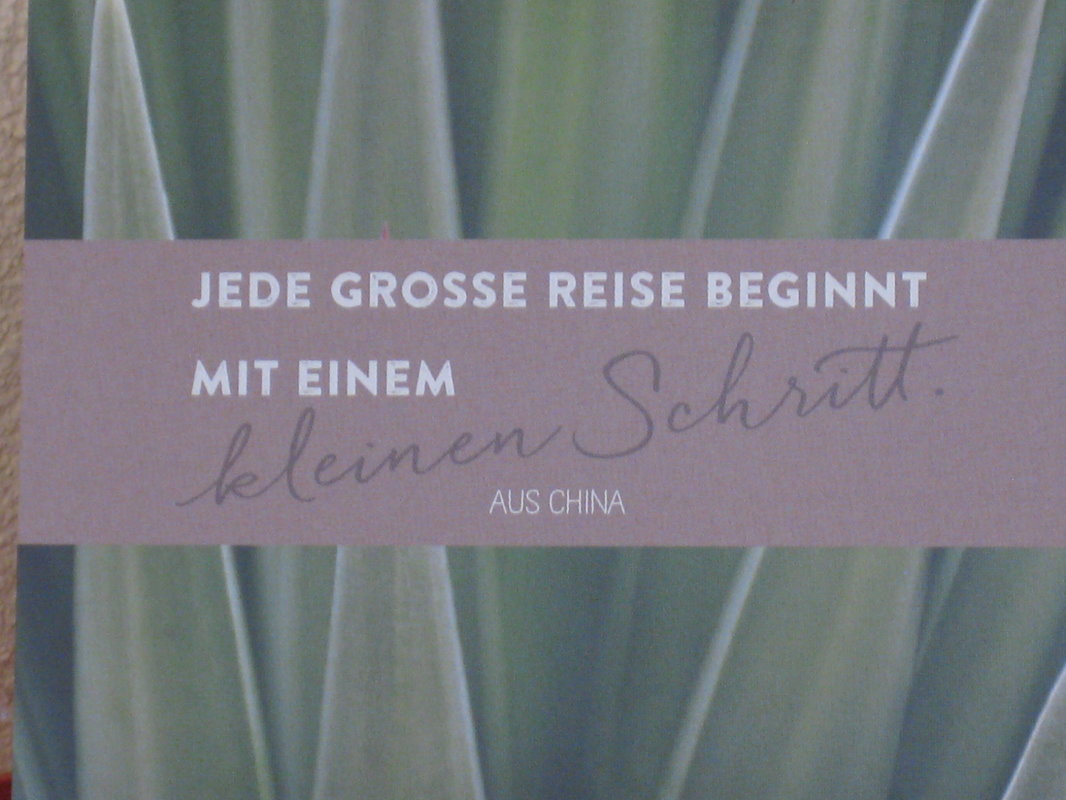 JEDE GROSSE REISE BEGINNT
MIT EINEM
kleinen Schritt.
AUS CHINA